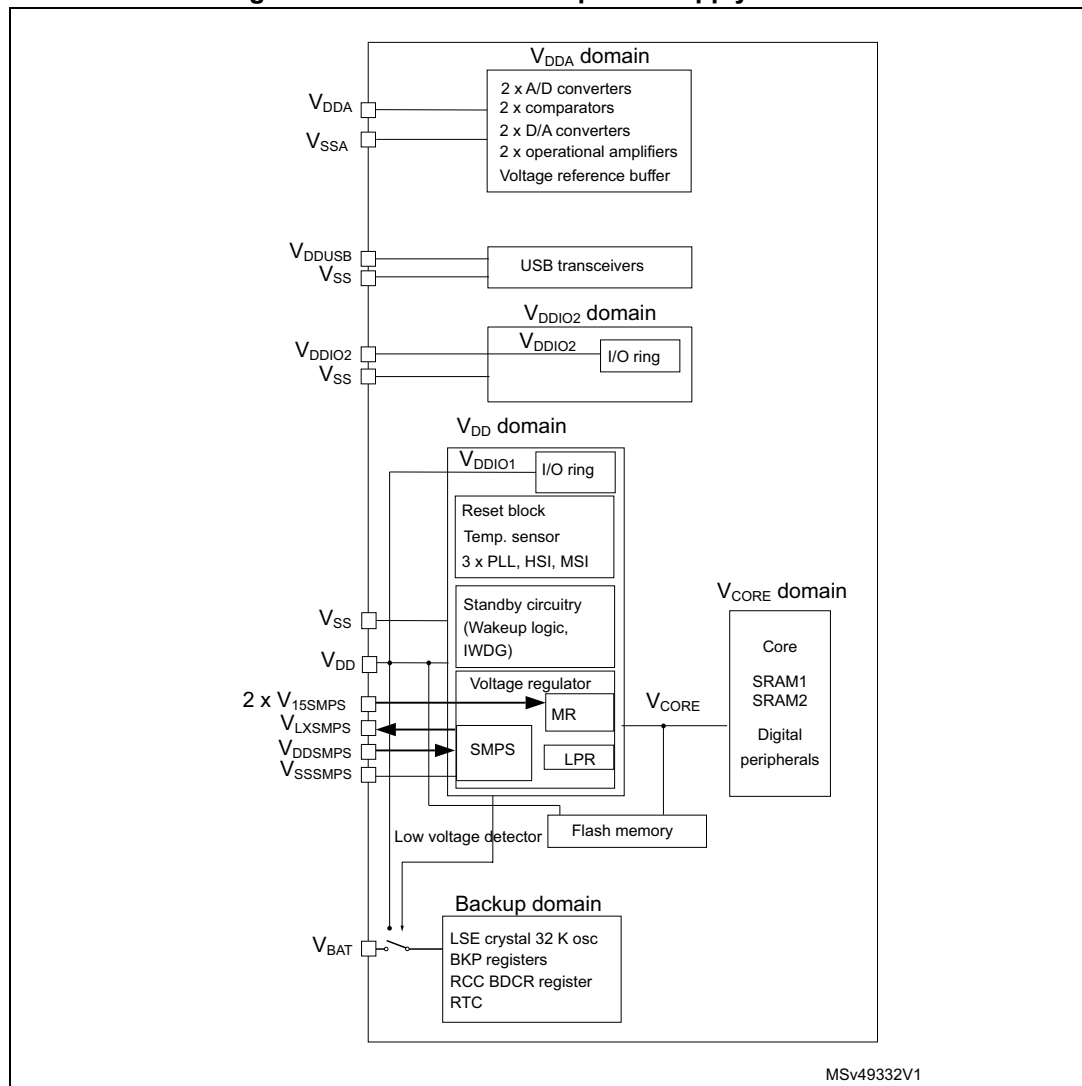 VDDA domain
2 x A/D converters
2 x comparators
2 x D/A converters
2 x operational amplifiers
Voltage reference buffer
VDDA
VSSA
VDDUSB
VSS
USB transceivers
VDDIO2 domain
VDDIO2
VSS
VDDIO2
I/O ring
VDD domain
VDDIO1
I/O ring
Reset block
Temp. sensor
3 x PLL, HSI, MSI
Standby circuitry
(Wakeup logic,
IWDG)
VSS
VDD
2 x V15SMPS
VLXSMPS
VDDSMPS
VSSSMPS
Voltage regulator
MR
SMPS
LPR
VCORE
VCORE domain
Core
SRAM1
SRAM2
Digital
peripherals
Low voltage detector
Flash memory
Backup domain
VBAT
LSE crystal 32 K osc
BKP registers
RCC BDCR register
RTC
MSv49332V1